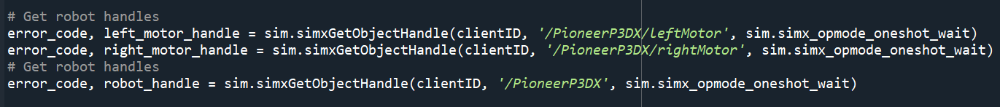 # Get robot handles
error_code, left_motor_handle = sim.simxGetObjectHandle(clientID, '/PioneerP3DX/leftMotor', sim.simx_opmode_oneshot_wait)
error_code, right_motor_handle = sim.simxGetObjectHandle(clientID, '/PioneerP3DX/rightMotor', sim.simx_opmode_oneshot_wait)
# Get robot handles
error_code, robot_handle = sim.simxGetObjectHandle(clientID, '/PioneerP3DX', sim.simx_opmode_oneshot_wait)